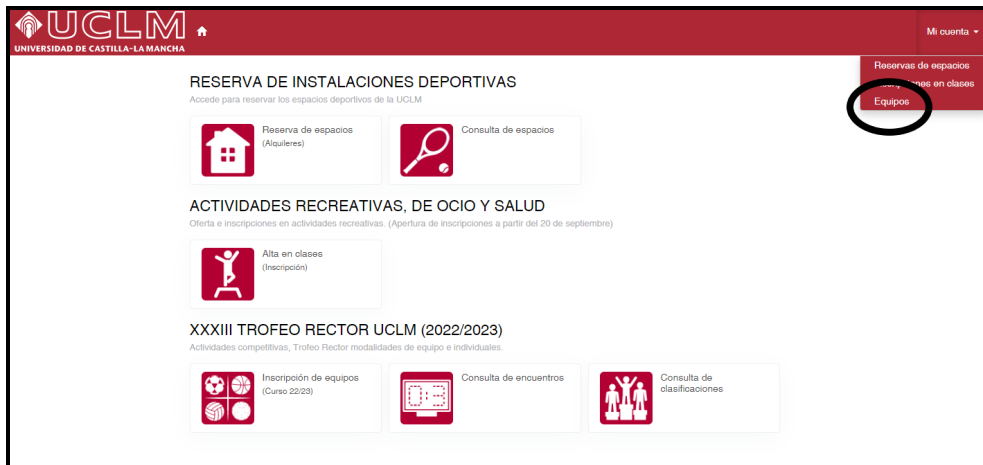 UCLM
UNIVERSIDAD DE CASTILLA-LA MANCHA
Mi cuenta
Reservas de espacios
en clases
Equipos
RESERVA DE INSTALACIONES DEPORTIVAS
Accede para reservar los espacios deportivos de la UCLM
Reserva de espacios
(Alquileres)
Consulta de espacios
ACTIVIDADES RECREATIVAS, DE OCIO Y SALUD
Oferta e inscripciones en actividades recreativas. (Apertura de inscripciones a partir del 20 de septiembre)
Alta en clases
(Inscripción)
XXXIII TROFEO RECTOR UCLM (2022/2023)
Actividades competitivas, Trofeo Rector modalidades de equipo e individuales.
Inscripción de equipos
(Curso 22/23)
Consulta de encuentros
0:3
Consulta de
clasificaciones